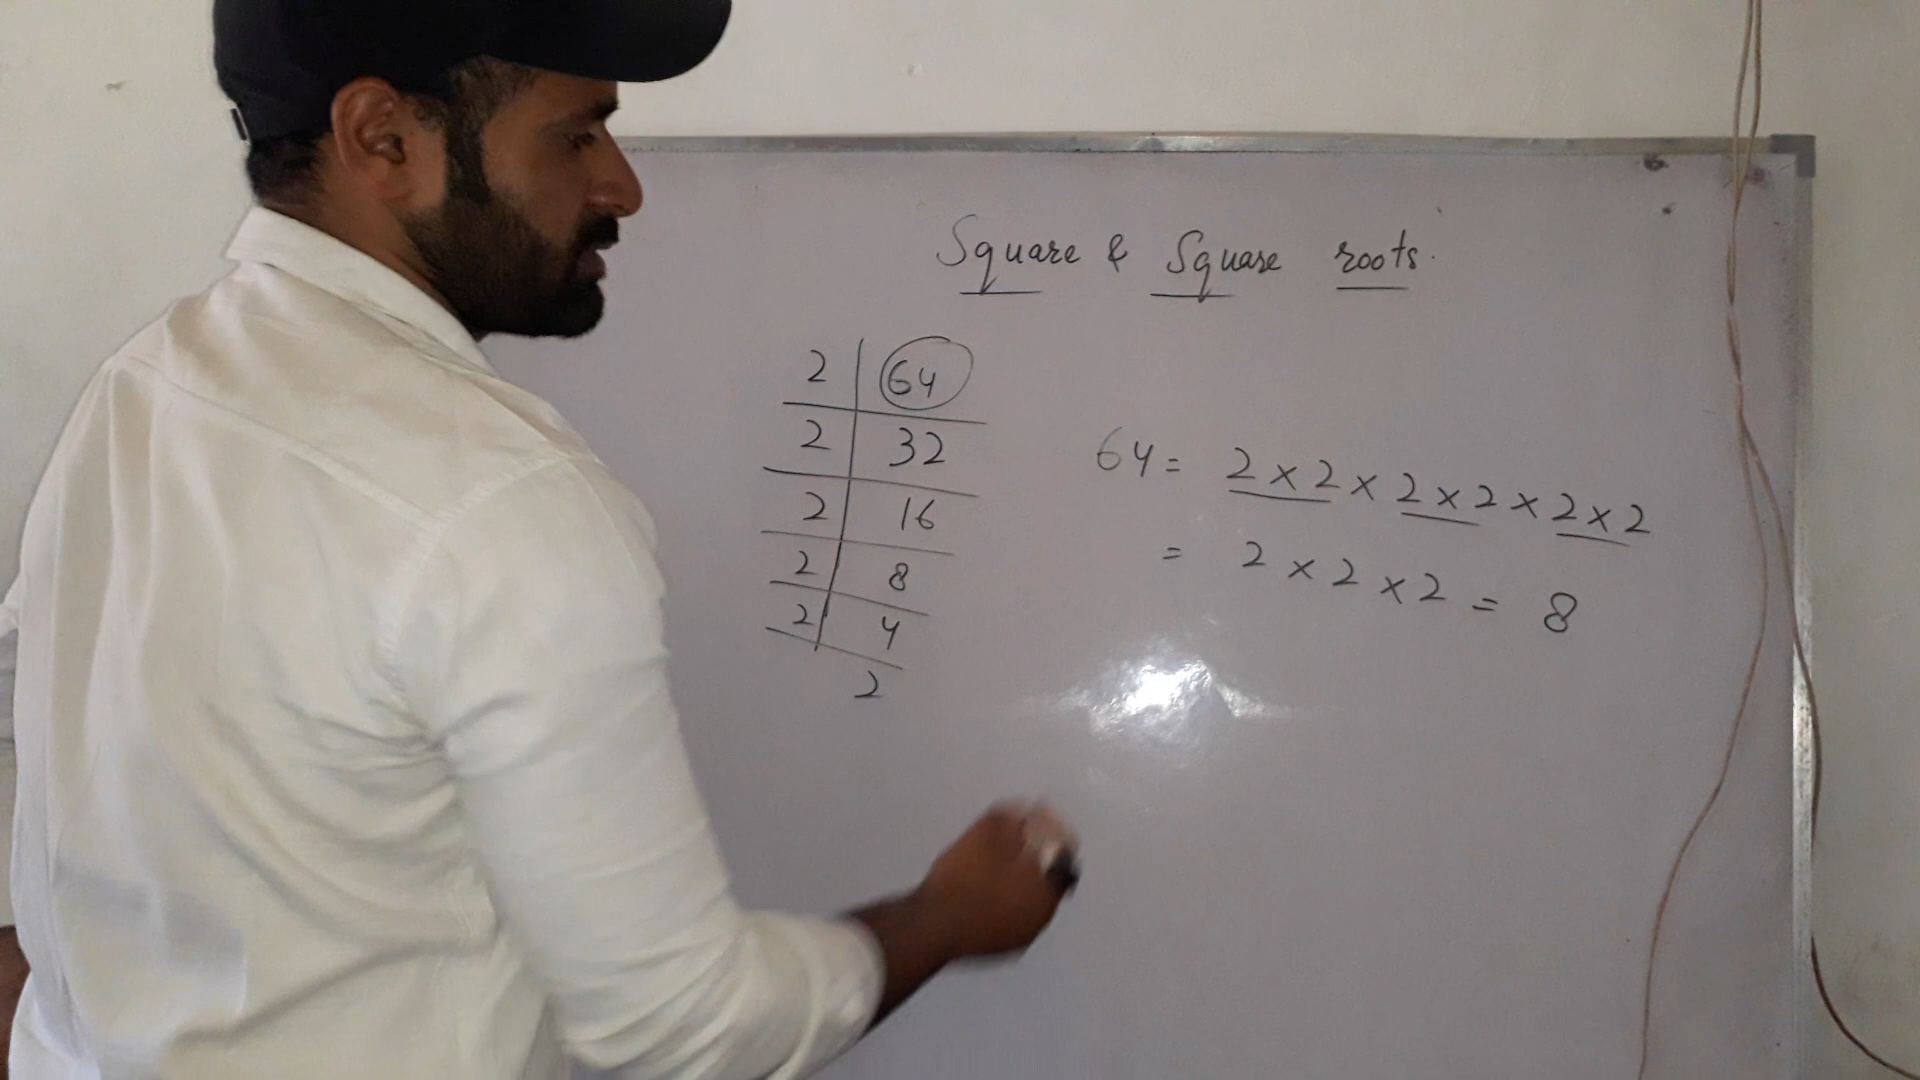 Square & Square roots.
2 | 64
2 | 32
2 | 16
2 | 8
2 | 4
2
64 = 2 × 2 × 2 × 2 × 2 × 2
= 2 × 2 × 2 = 8